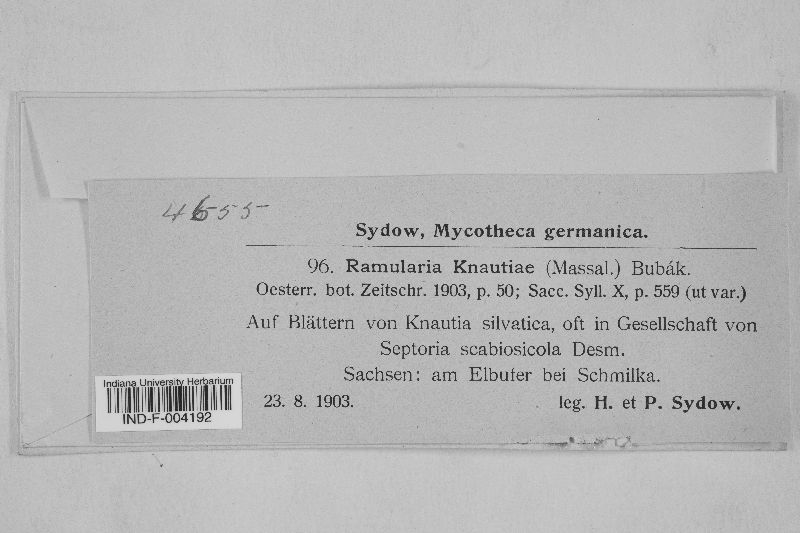 4655
Sydow, Mycotheca germanica.
96. Ramularia Knautiae (Massal.) Bubák.
Oesterr. bot. Zeitschr. 1903, p. 50; Sacc. Syll. X, p. 559 (ut var.)
Auf Blättern von Knautia silvatica, oft in Gesellschaft von
Septoria scabiosicola Desm.
Sachsen: am Elbufer bei Schmilka.
23. 8. 1903. leg. H. et P. Sydow.
Indiana University Herbarium
IND-F-004192